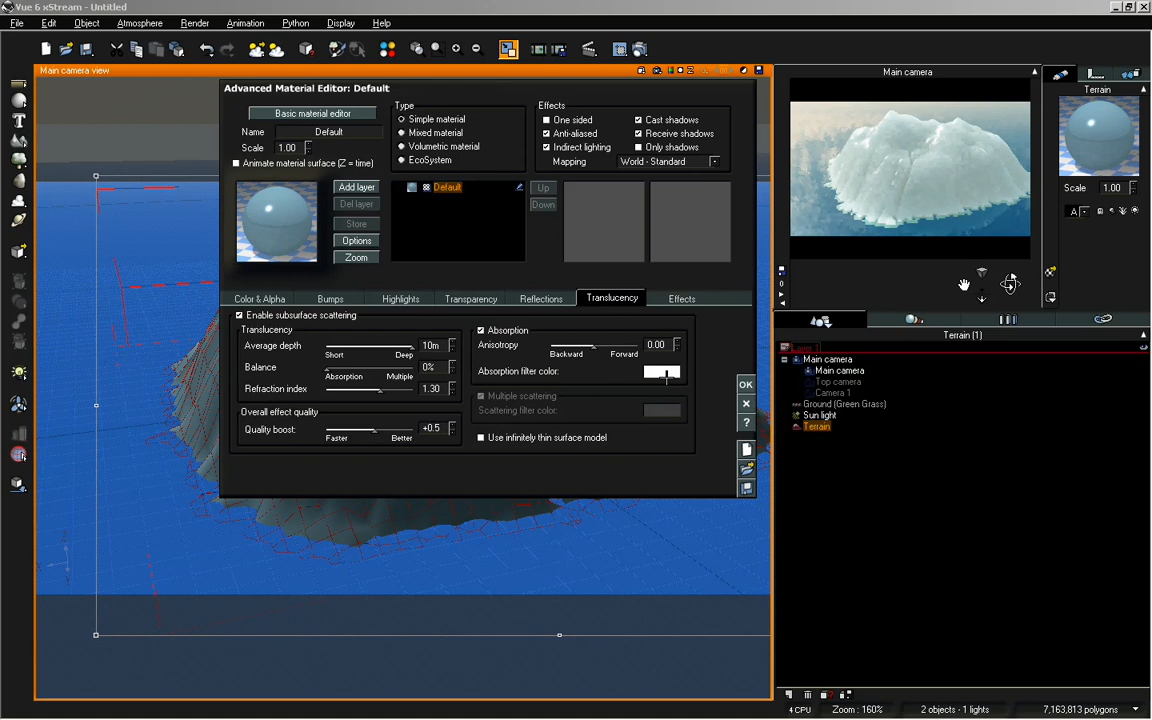 Vue 6 xStream - Untitled
File Edit Object Atmosphere Render Animation Python Display Help
Main camera view
Main camera
Advanced Material Editor: Default
Basic material editor
Name Default
Scale 1.00
Animate material surface (Z = time)
Type
Simple material
Mixed material
Volumetric material
EcoSystem
Effects
One sided
Cast shadows
Anti-aliased
Receive shadows
Indirect lighting
Only shadows
Mapping World - Standard
Add layer
Del layer
Store
Options
Zoom
Default
Up
Down
Color & Alpha Bumps Highlights Transparency Reflections Translucency Effects
Enable subsurface scattering
Translucency
Average depth 10m
Short Deep
Balance 0%
Absorption Multiple
Refraction index 1.30
Overall effect quality
Quality boost: +0.5
Faster Better
Absorption
Anisotropy 0.00
Backward Forward
Absorption filter color:
Multiple scattering
Scattering filter color:
Use infinitely thin surface model
OK
?
Terrain
Scale 1.00
A
Terrain (1)
Layer 1
Main camera
Main camera
Top camera
Camera 1
Ground (Green Grass)
Sun light
Terrain
4 CPU Zoom : 160% 2 objects - 1 lights 7,163,813 polygons